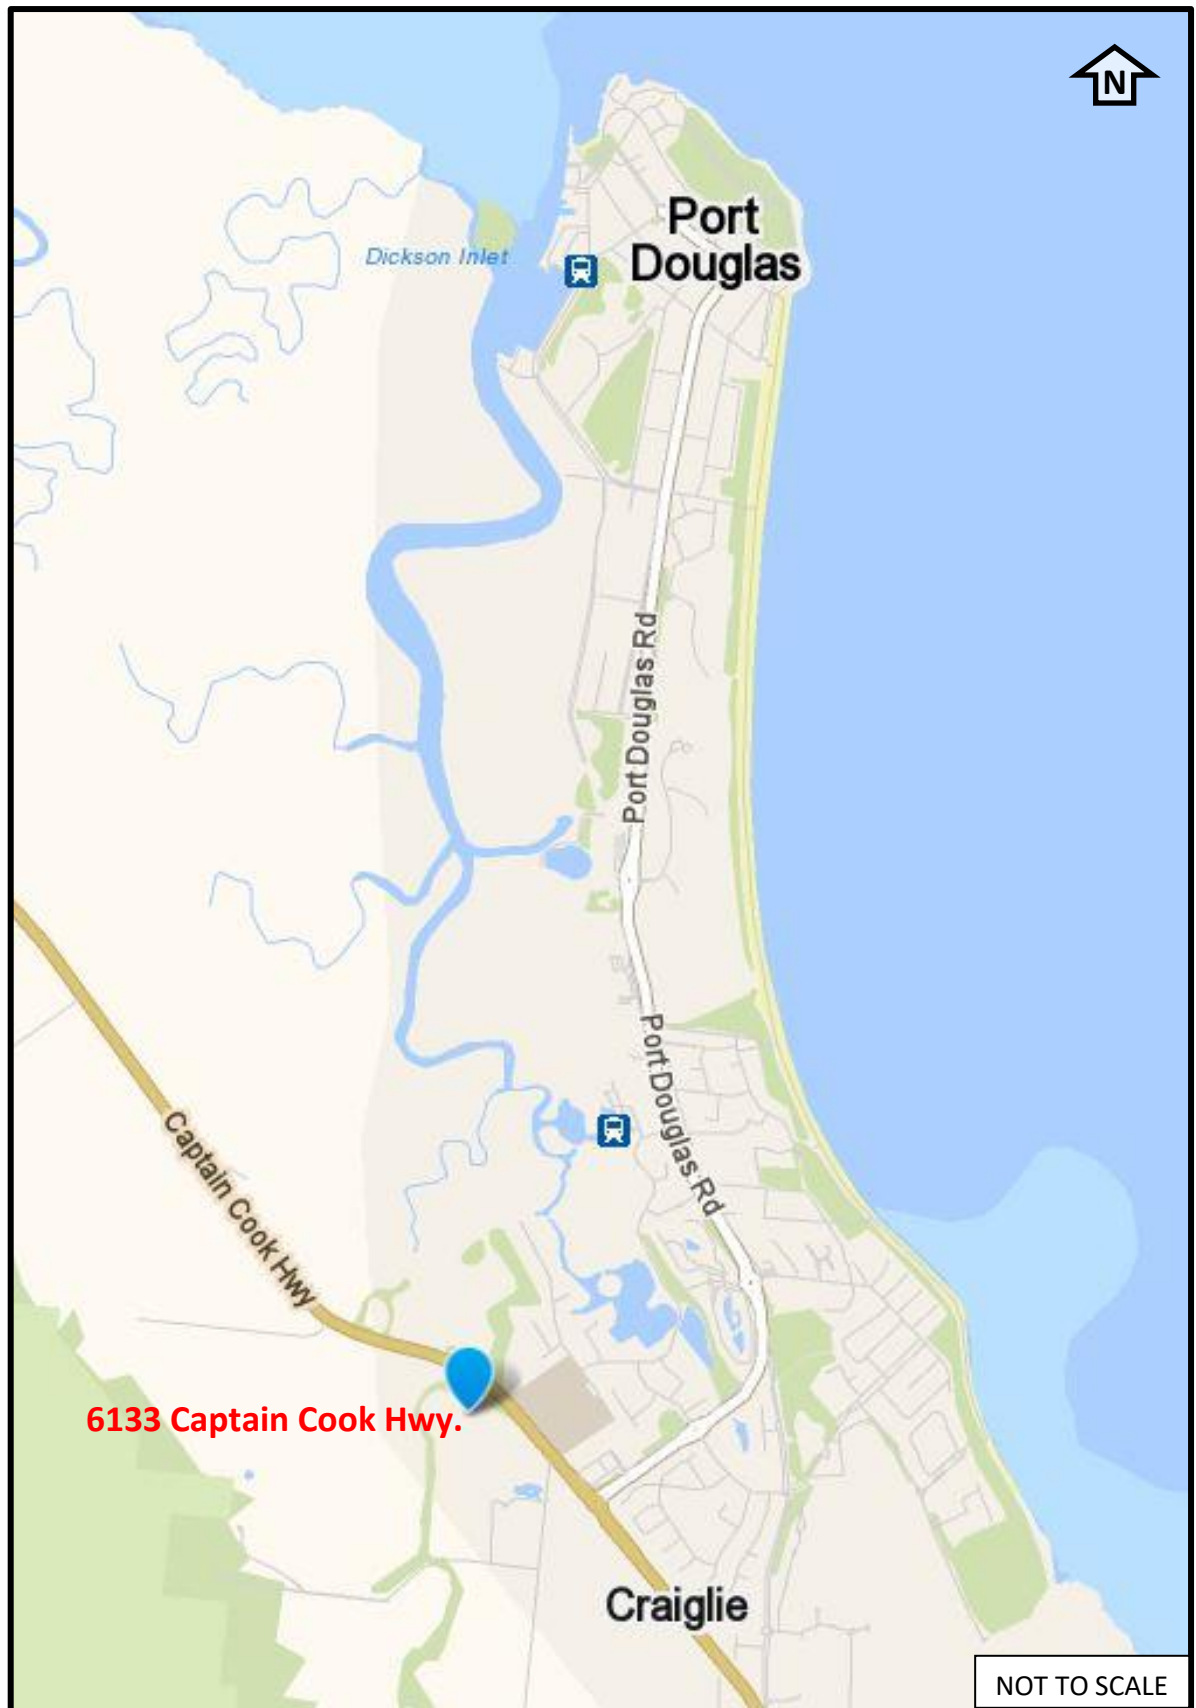 N
Port
Douglas
Dickson Inlet
Port Douglas Rd
Port Douglas Rd
Captain Cook Hwy
6133 Captain Cook Hwy.
Craiglie
NOT TO SCALE